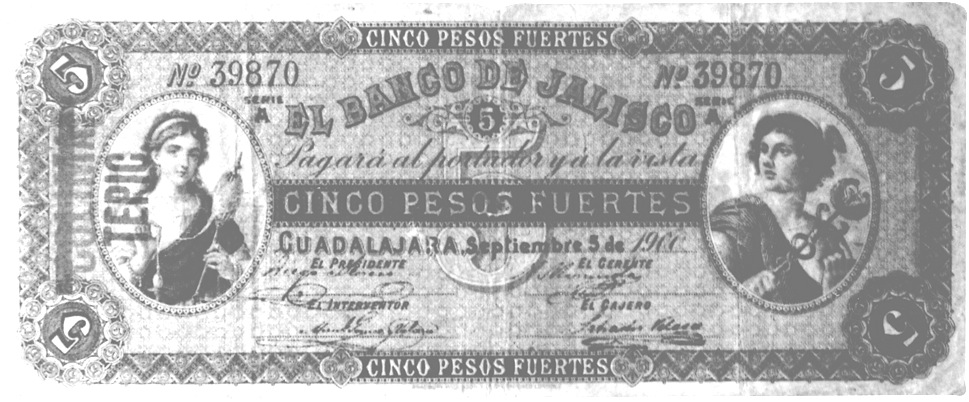 CINCO PESOS FUERTES
5 5
Nº 39870 Nº 39870
SERIE A SERIE A
EL BANCO DE JALISCO
5
Pagará al portador y á la vista
CINCO PESOS FUERTES
GUADALAJARA, Septiembre 5 de 190
EL PRESIDENTE EL GERENTE
EL INTERVENTOR EL CAJERO
5 5
CINCO PESOS FUERTES